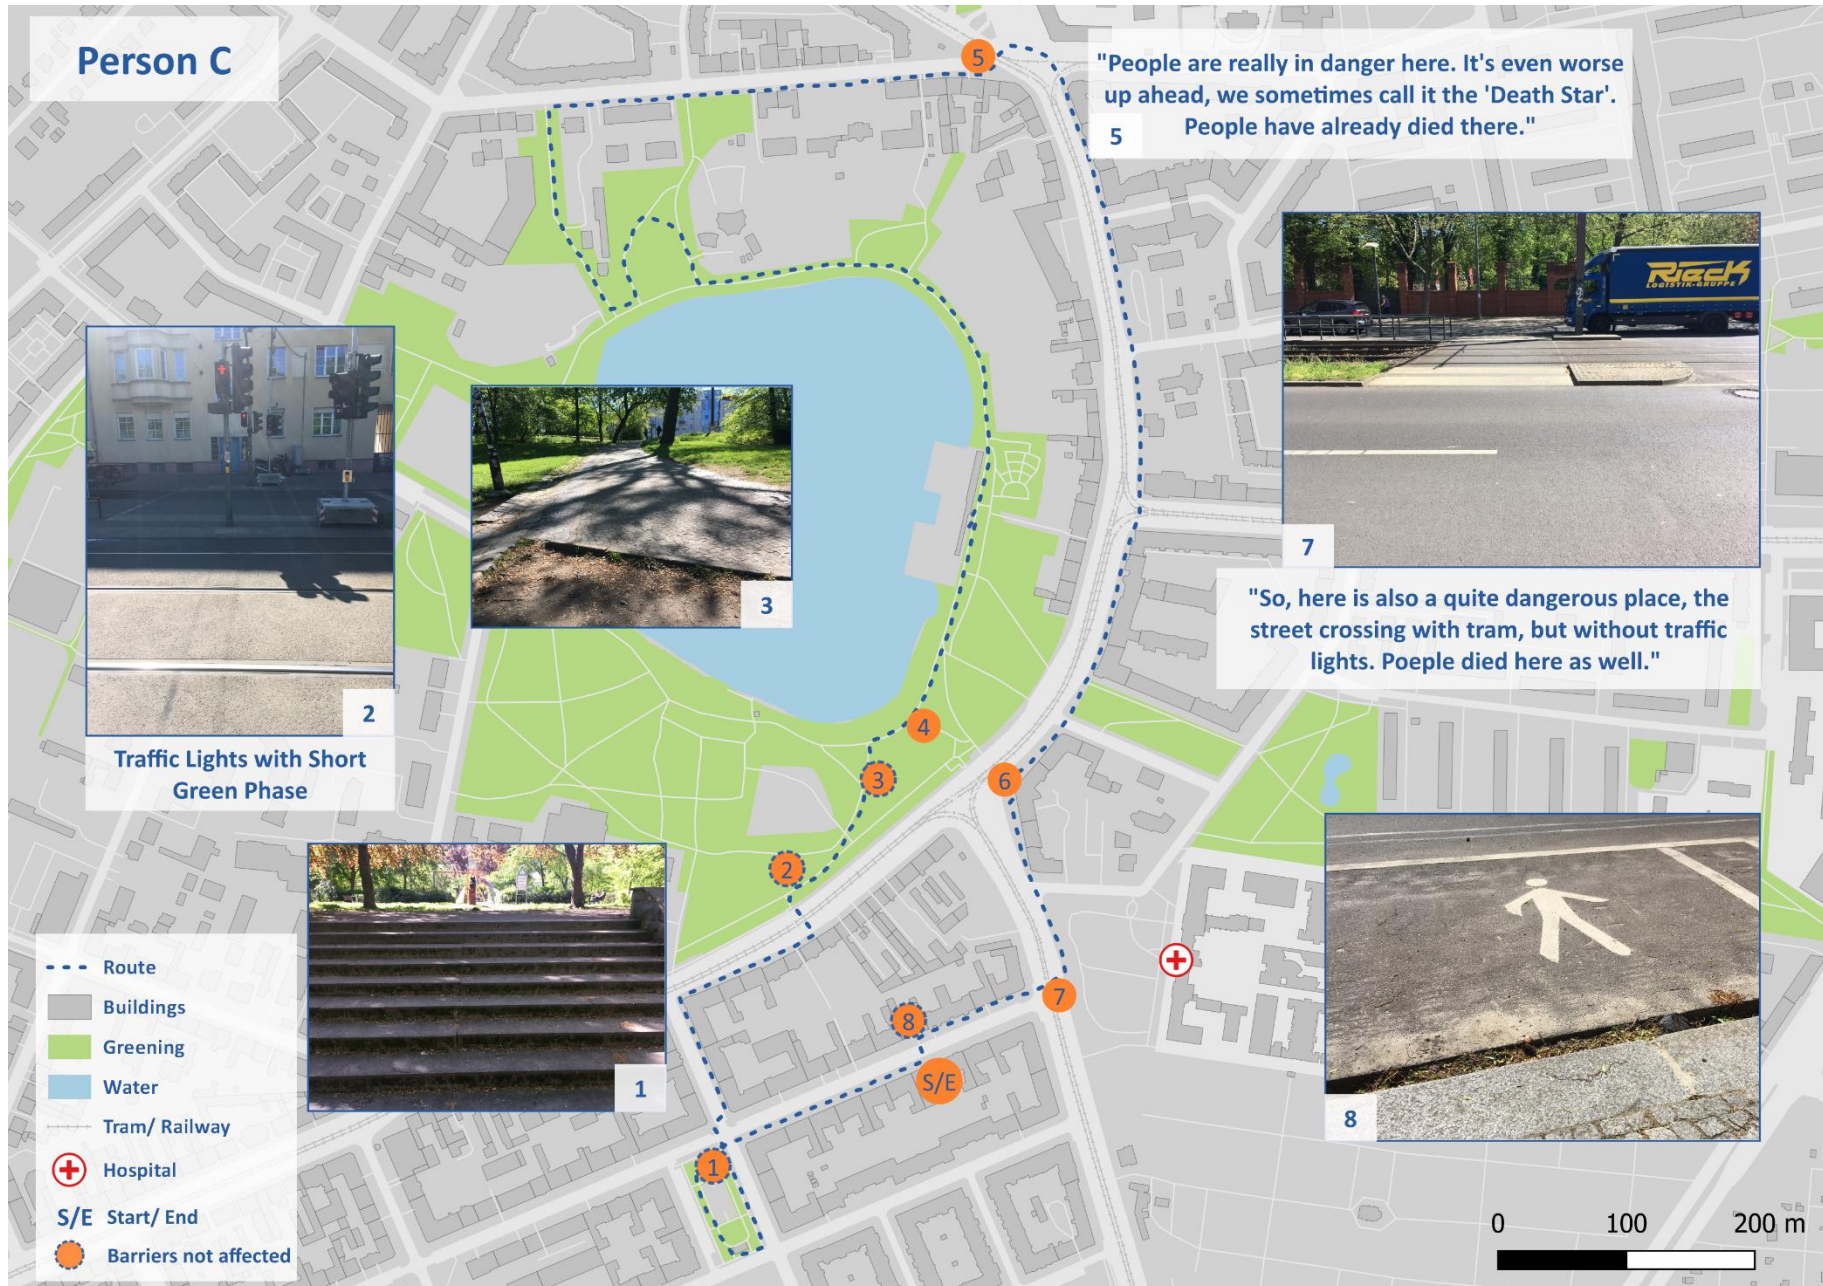 Person C
5
"People are really in danger here. It's even worse
up ahead, we sometimes call it the 'Death Star'.
People have already died there."
5
RiecK
LOGISTIK-GRUPPE
7
"So, here is also a quite dangerous place, the
street crossing with tram, but without traffic
lights. Poeple died here as well."
2
Traffic Lights with Short
Green Phase
3
4
3
6
2
1
7
8
S/E
1
8
Route
Buildings
Greening
Water
Tram/ Railway
Hospital
S/E Start/ End
Barriers not affected
0 100 200 m